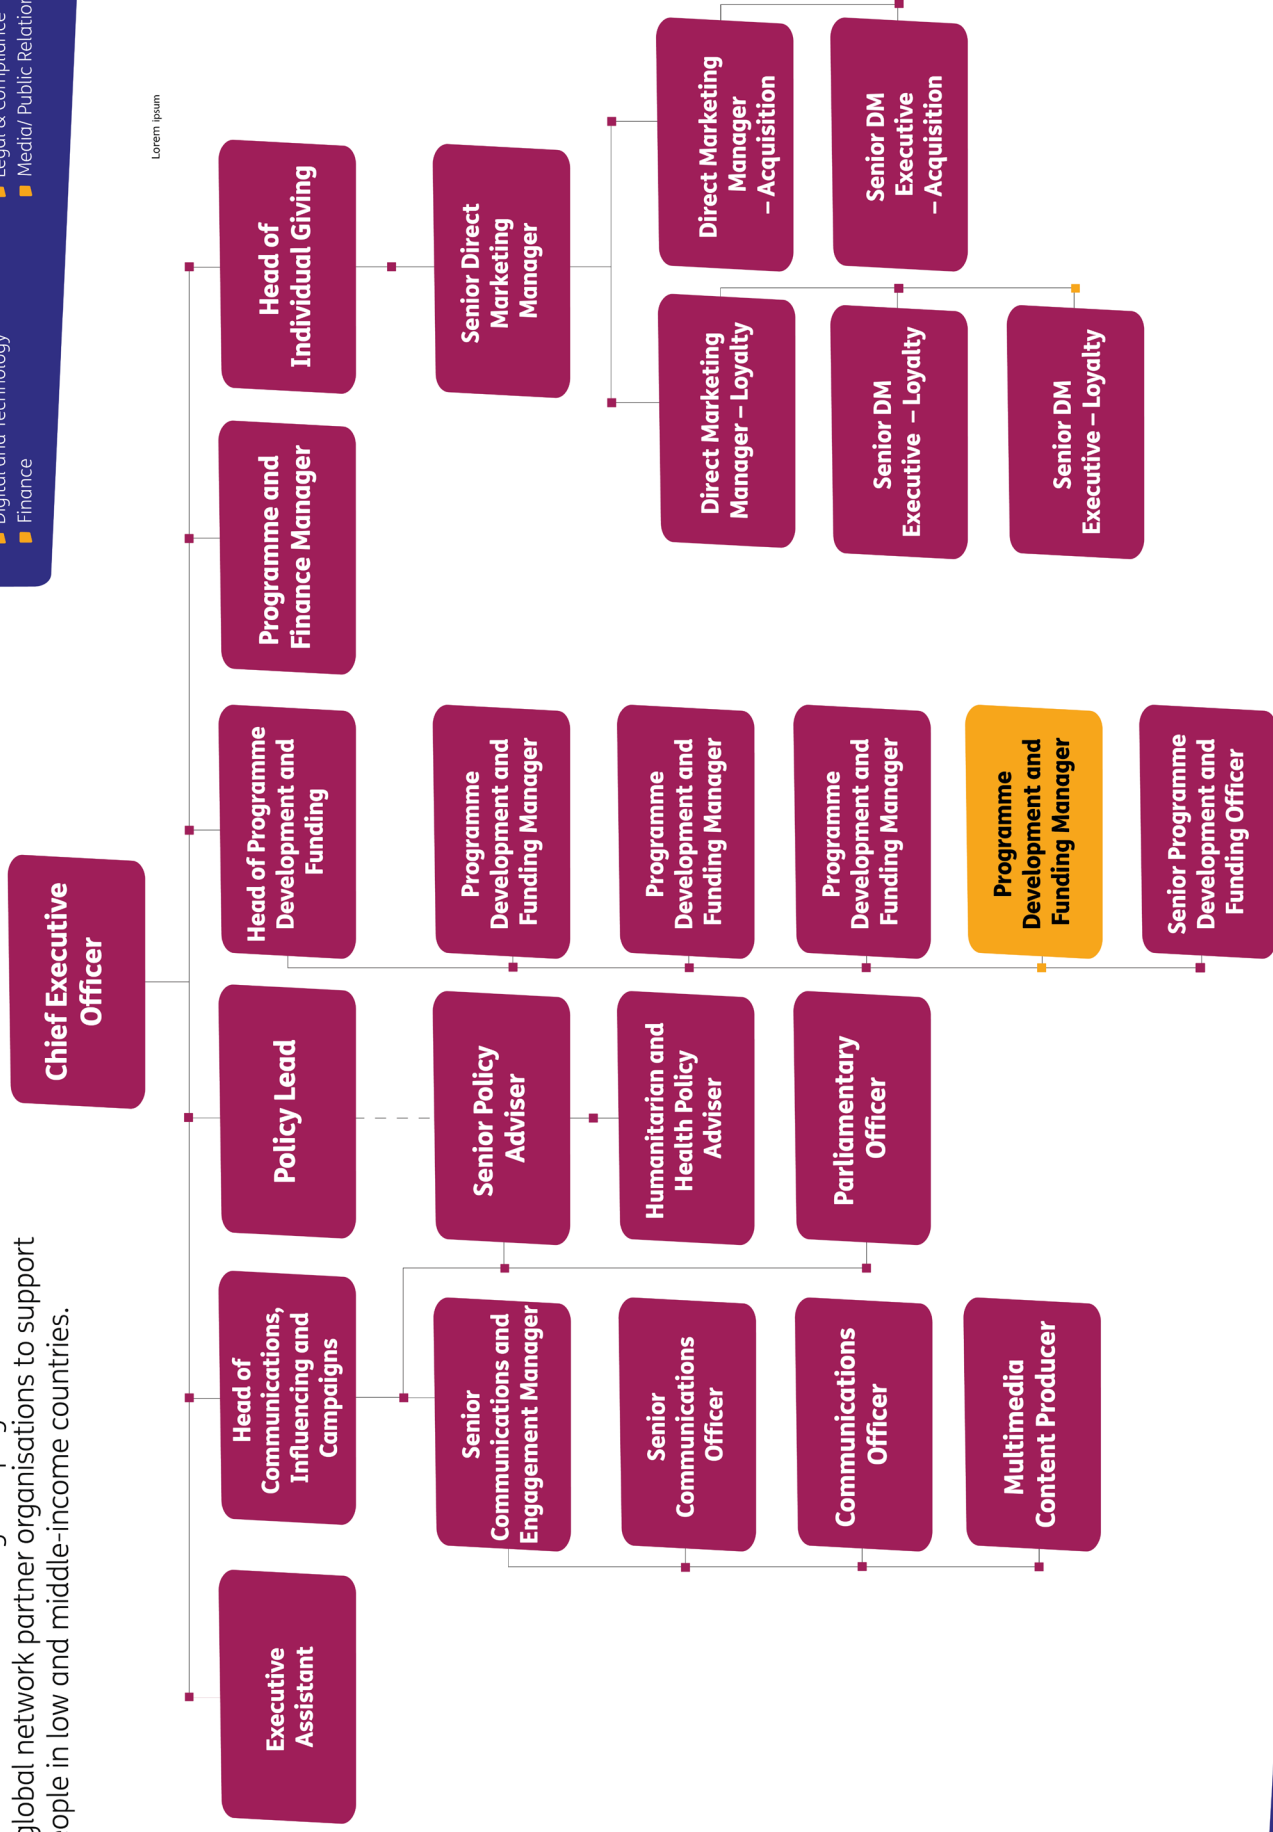 global network partner organisations to support
people in low and middle-income countries.
Finance
Media/ Public Relation
Lorem ipsum
Chief Executive
Officer
Executive
Assistant
Head of
Communications,
Influencing and
Campaigns
Policy Lead
Head of Programme
Development and
Funding
Programme and
Finance Manager
Head of
Individual Giving
Senior
Communications and
Engagement Manager
Senior Policy
Adviser
Programme
Development and
Funding Manager
Senior Direct
Marketing
Manager
Senior
Communications
Officer
Humanitarian and
Health Policy
Adviser
Programme
Development and
Funding Manager
Direct Marketing
Manager – Loyalty
Direct Marketing
Manager
– Acquisition
Communications
Officer
Parliamentary
Officer
Programme
Development and
Funding Manager
Senior DM
Executive – Loyalty
Senior DM
Executive
– Acquisition
Multimedia
Content Producer
Programme
Development and
Funding Manager
Senior DM
Executive – Loyalty
Senior Programme
Development and
Funding Officer